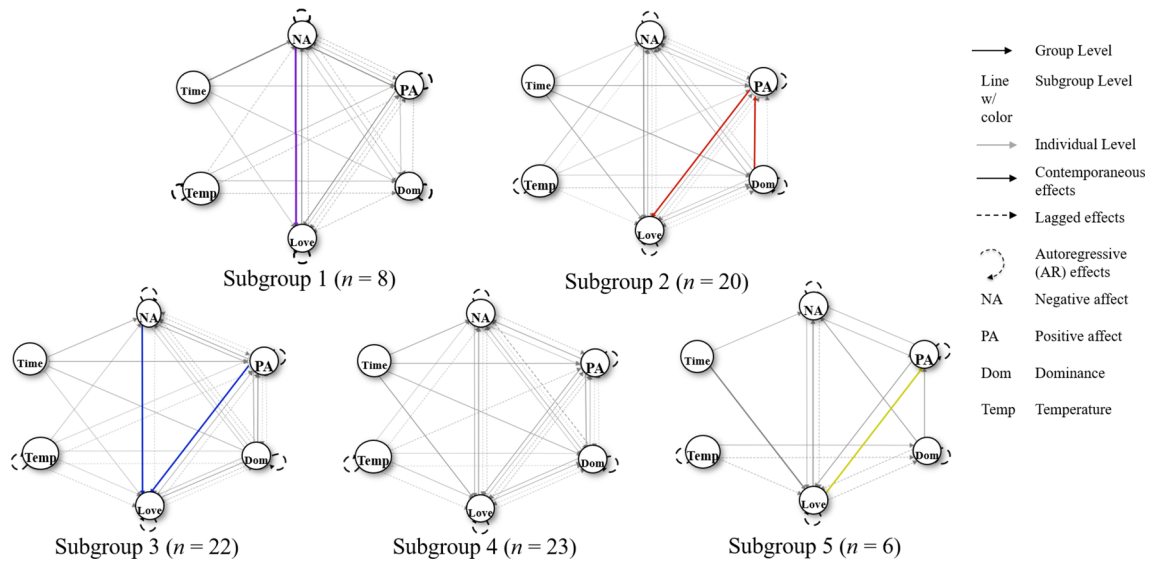 NA
PA
Time
Temp
Dom
Love
Subgroup 1 (n = 8)
NA
PA
Time
Temp
Dom
Love
Subgroup 2 (n = 20)
NA
PA
Time
Temp
Dom
Love
Subgroup 3 (n = 22)
NA
PA
Time
Temp
Dom
Love
Subgroup 4 (n = 23)
NA
PA
Time
Temp
Dom
Love
Subgroup 5 (n = 6)
Group Level
Line
w/
color
Subgroup Level
Individual Level
Contemporaneous
effects
Lagged effects
Autoregressive
(AR) effects
NA Negative affect
PA Positive affect
Dom Dominance
Temp Temperature